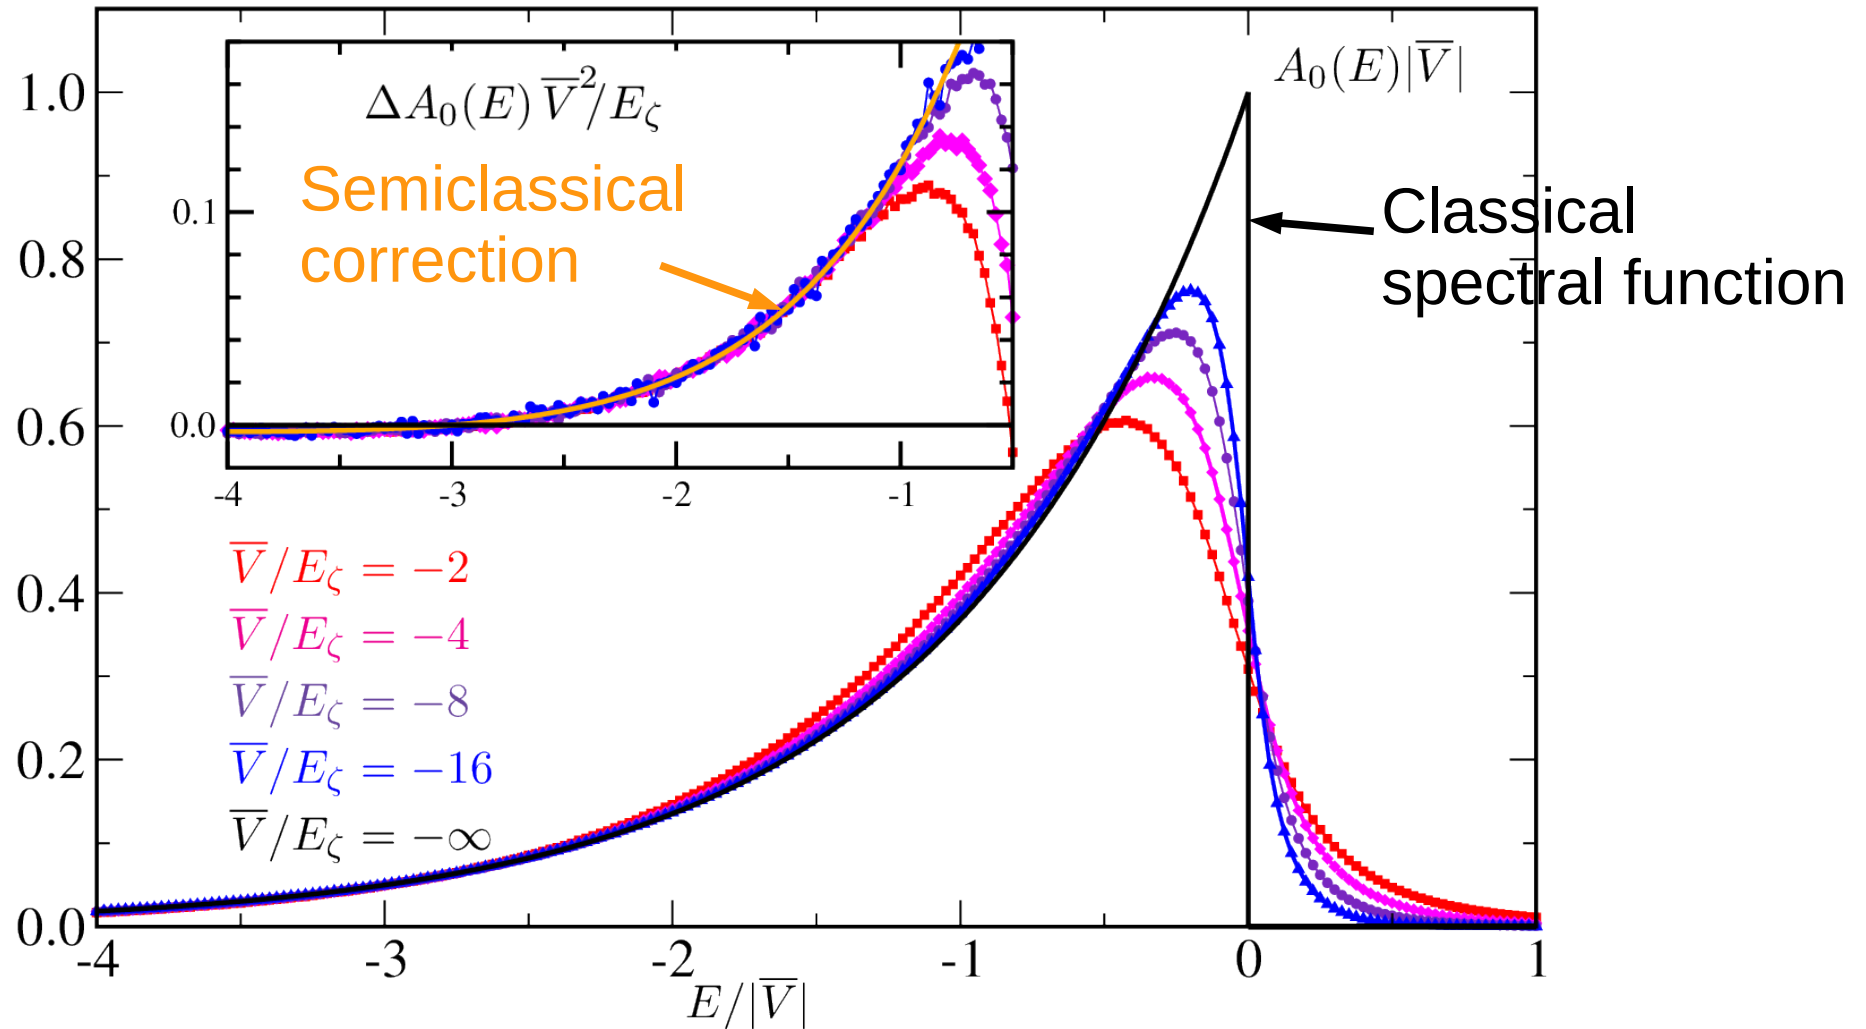 1.0
0.8
0.6
0.4
0.2
0.0
-4 -3 -2 -1 0 1
E/|V̅|
A₀(E)|V̅|
Classical
spectral function
ΔA₀(E) V̅²/E_ζ
Semiclassical
correction
0.1
0.0
-4 -3 -2 -1
V̅/E_ζ = −2
V̅/E_ζ = −4
V̅/E_ζ = −8
V̅/E_ζ = −16
V̅/E_ζ = −∞